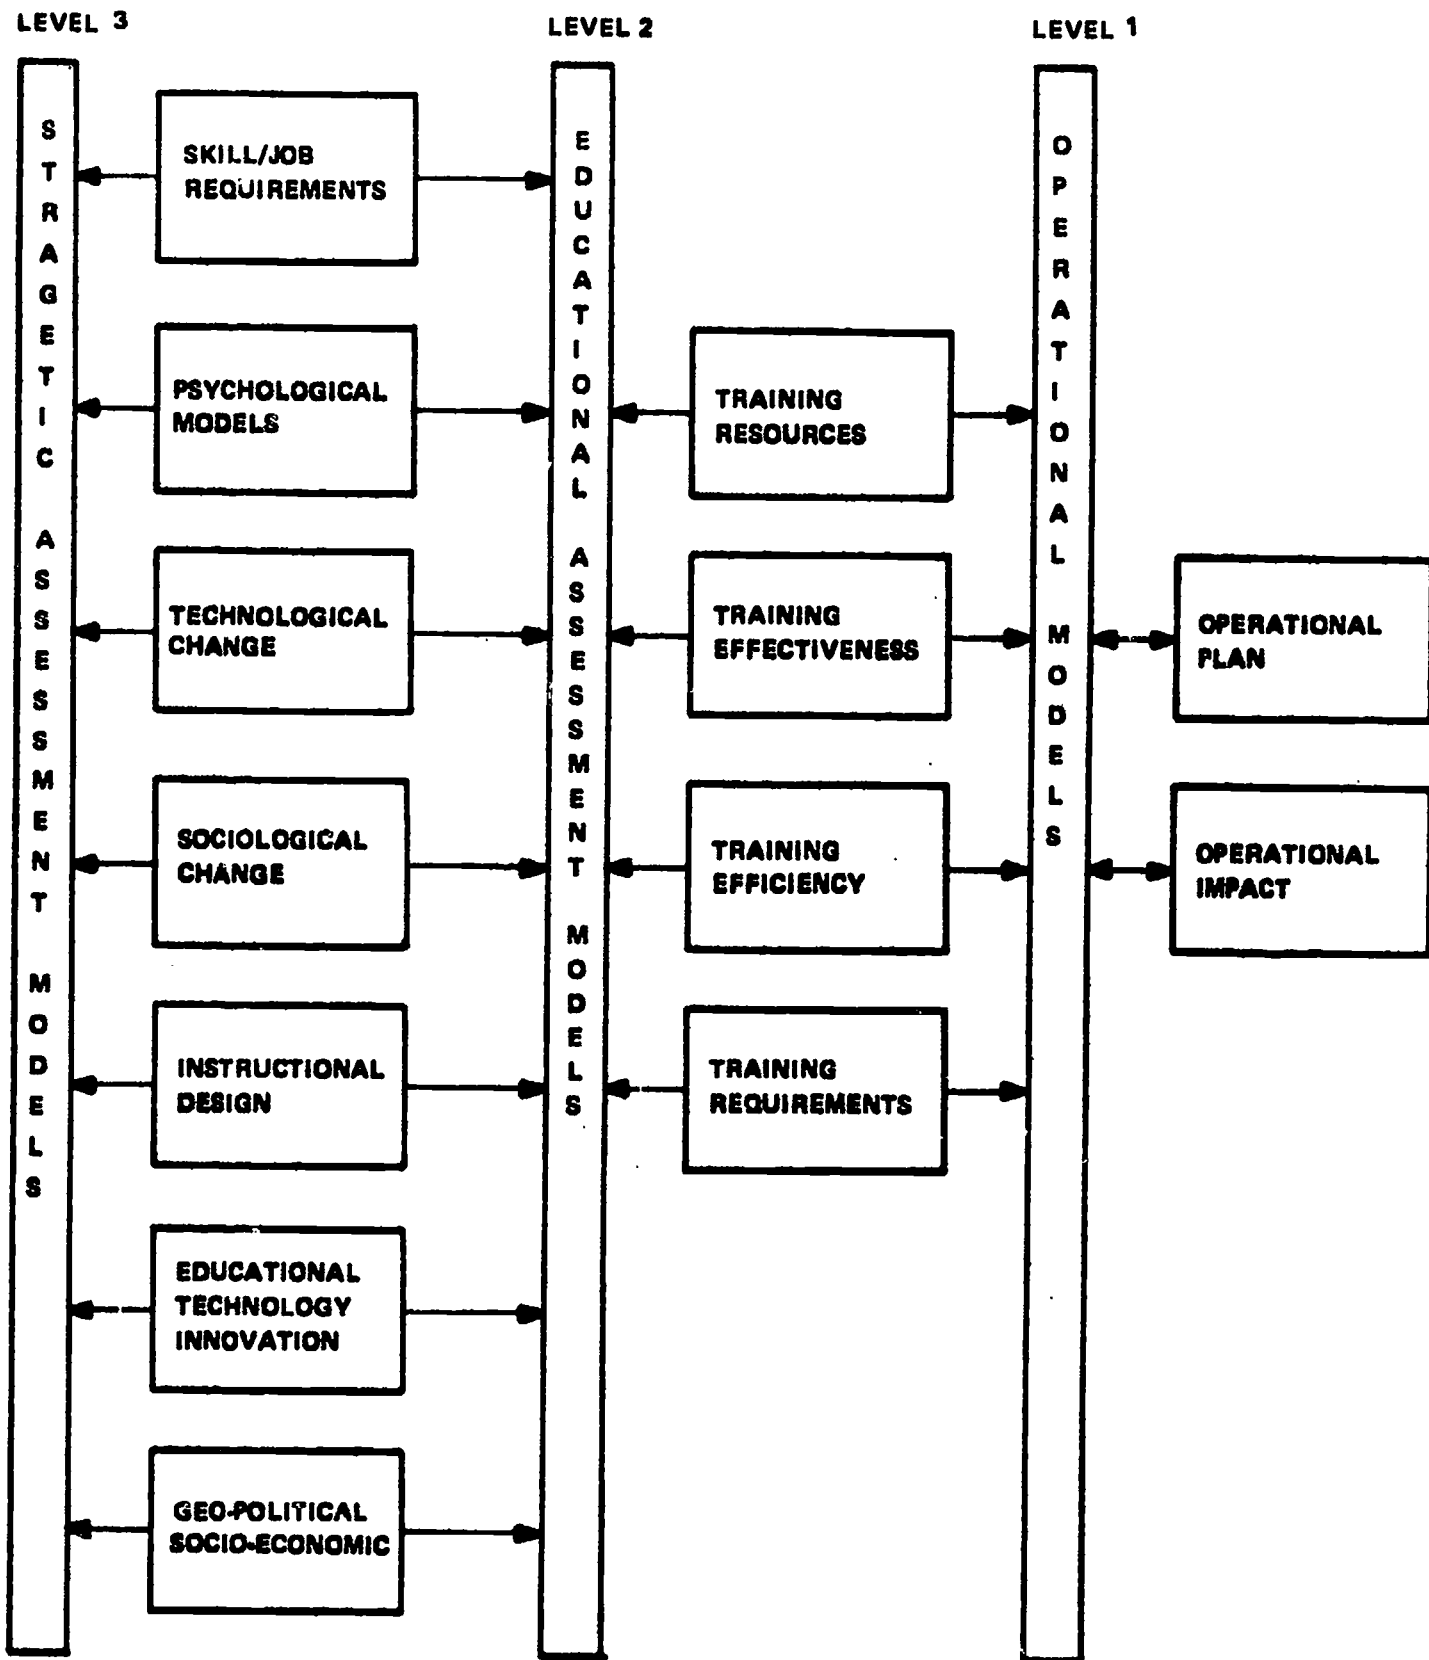 LEVEL 3
LEVEL 2
LEVEL 1
STRAGETIC ASSESSMENT MODELS
SKILL/JOB
REQUIREMENTS
PSYCHOLOGICAL
MODELS
TECHNOLOGICAL
CHANGE
SOCIOLOGICAL
CHANGE
INSTRUCTIONAL
DESIGN
EDUCATIONAL
TECHNOLOGY
INNOVATION
GEO-POLITICAL
SOCIO-ECONOMIC
EDUCATIONAL ASSESSMENT MODELS
TRAINING
RESOURCES
TRAINING
EFFECTIVENESS
TRAINING
EFFICIENCY
TRAINING
REQUIREMENTS
OPERATIONAL MODELS
OPERATIONAL
PLAN
OPERATIONAL
IMPACT